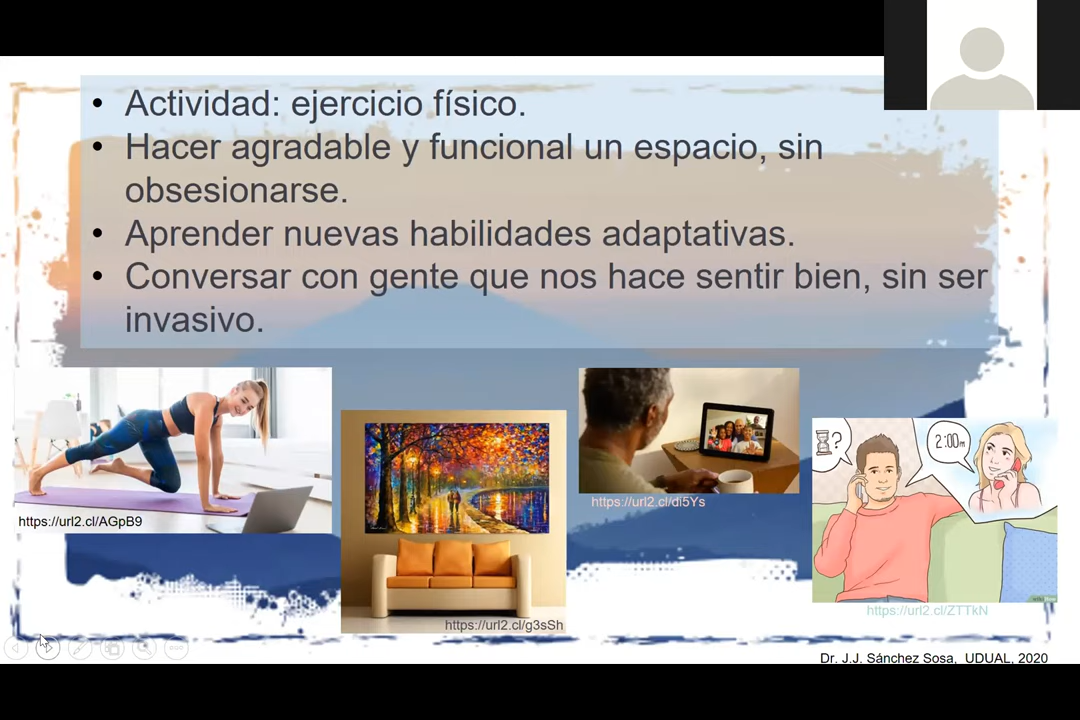 • Actividad: ejercicio físico.
• Hacer agradable y funcional un espacio, sin
obsesionarse.
• Aprender nuevas habilidades adaptativas.
• Conversar con gente que nos hace sentir bien, sin ser
invasivo.
?
2:00
https://url2.cl/AGpB9
https://url2.cl/g3sSh
https://url2.cl/di5Ys
https://url2.cl/ZTTkN
Dr. J.J. Sánchez Sosa, UDUAL, 2020